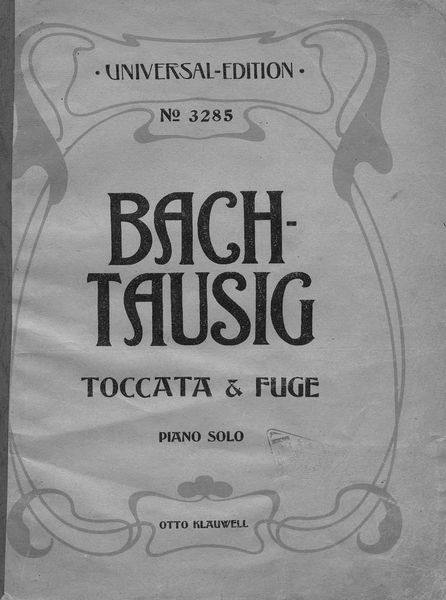 · UNIVERSAL-EDITION ·
No 3285
BACH-
TAUSIG
TOCCATA & FUGE
PIANO SOLO
OTTO KLAUWELL